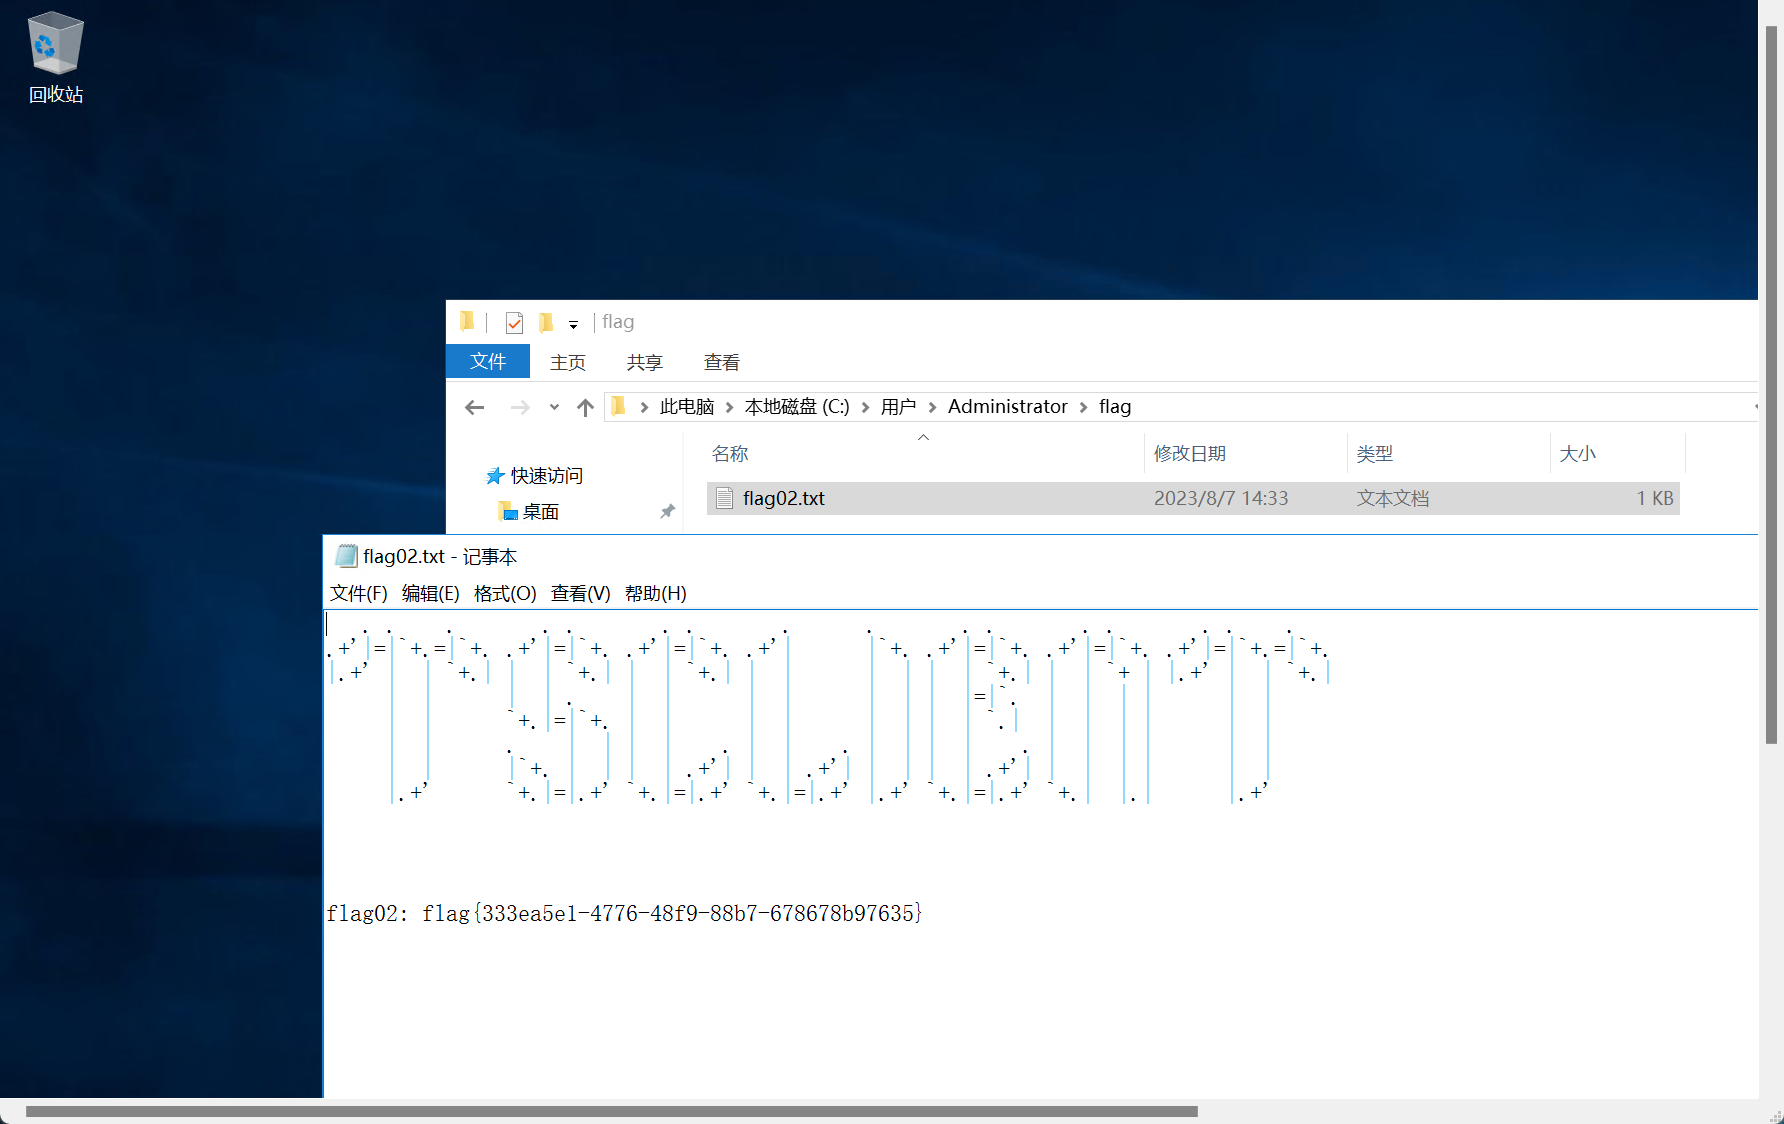 回收站
flag
文件 主页 共享 查看
此电脑 本地磁盘 (C:) 用户 Administrator flag
名称 修改日期 类型 大小
快速访问
flag02.txt 2023/8/7 14:33 文本文档 1 KB
桌面
flag02.txt - 记事本
文件(F) 编辑(E) 格式(O) 查看(V) 帮助(H)
flag02: flag{333ea5e1-4776-48f9-88b7-678678b97635}